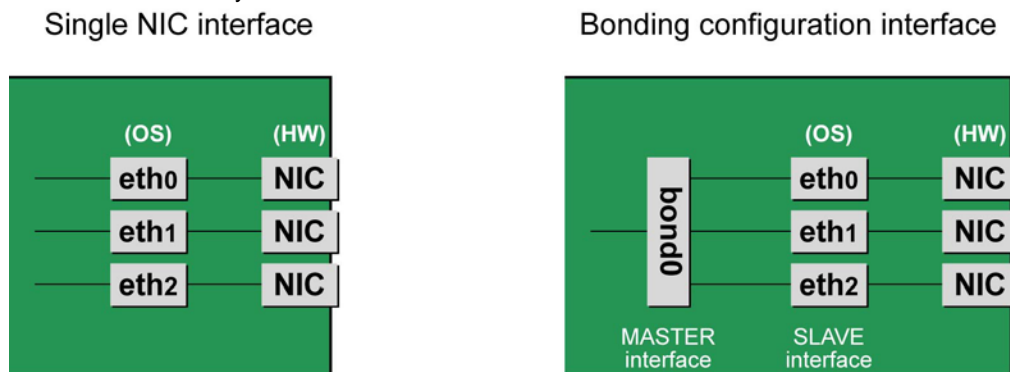 Single NIC interface
(OS) (HW)
eth0 NIC
eth1 NIC
eth2 NIC
Bonding configuration interface
(OS) (HW)
bond0
eth0 NIC
eth1 NIC
eth2 NIC
MASTER interface
SLAVE interface